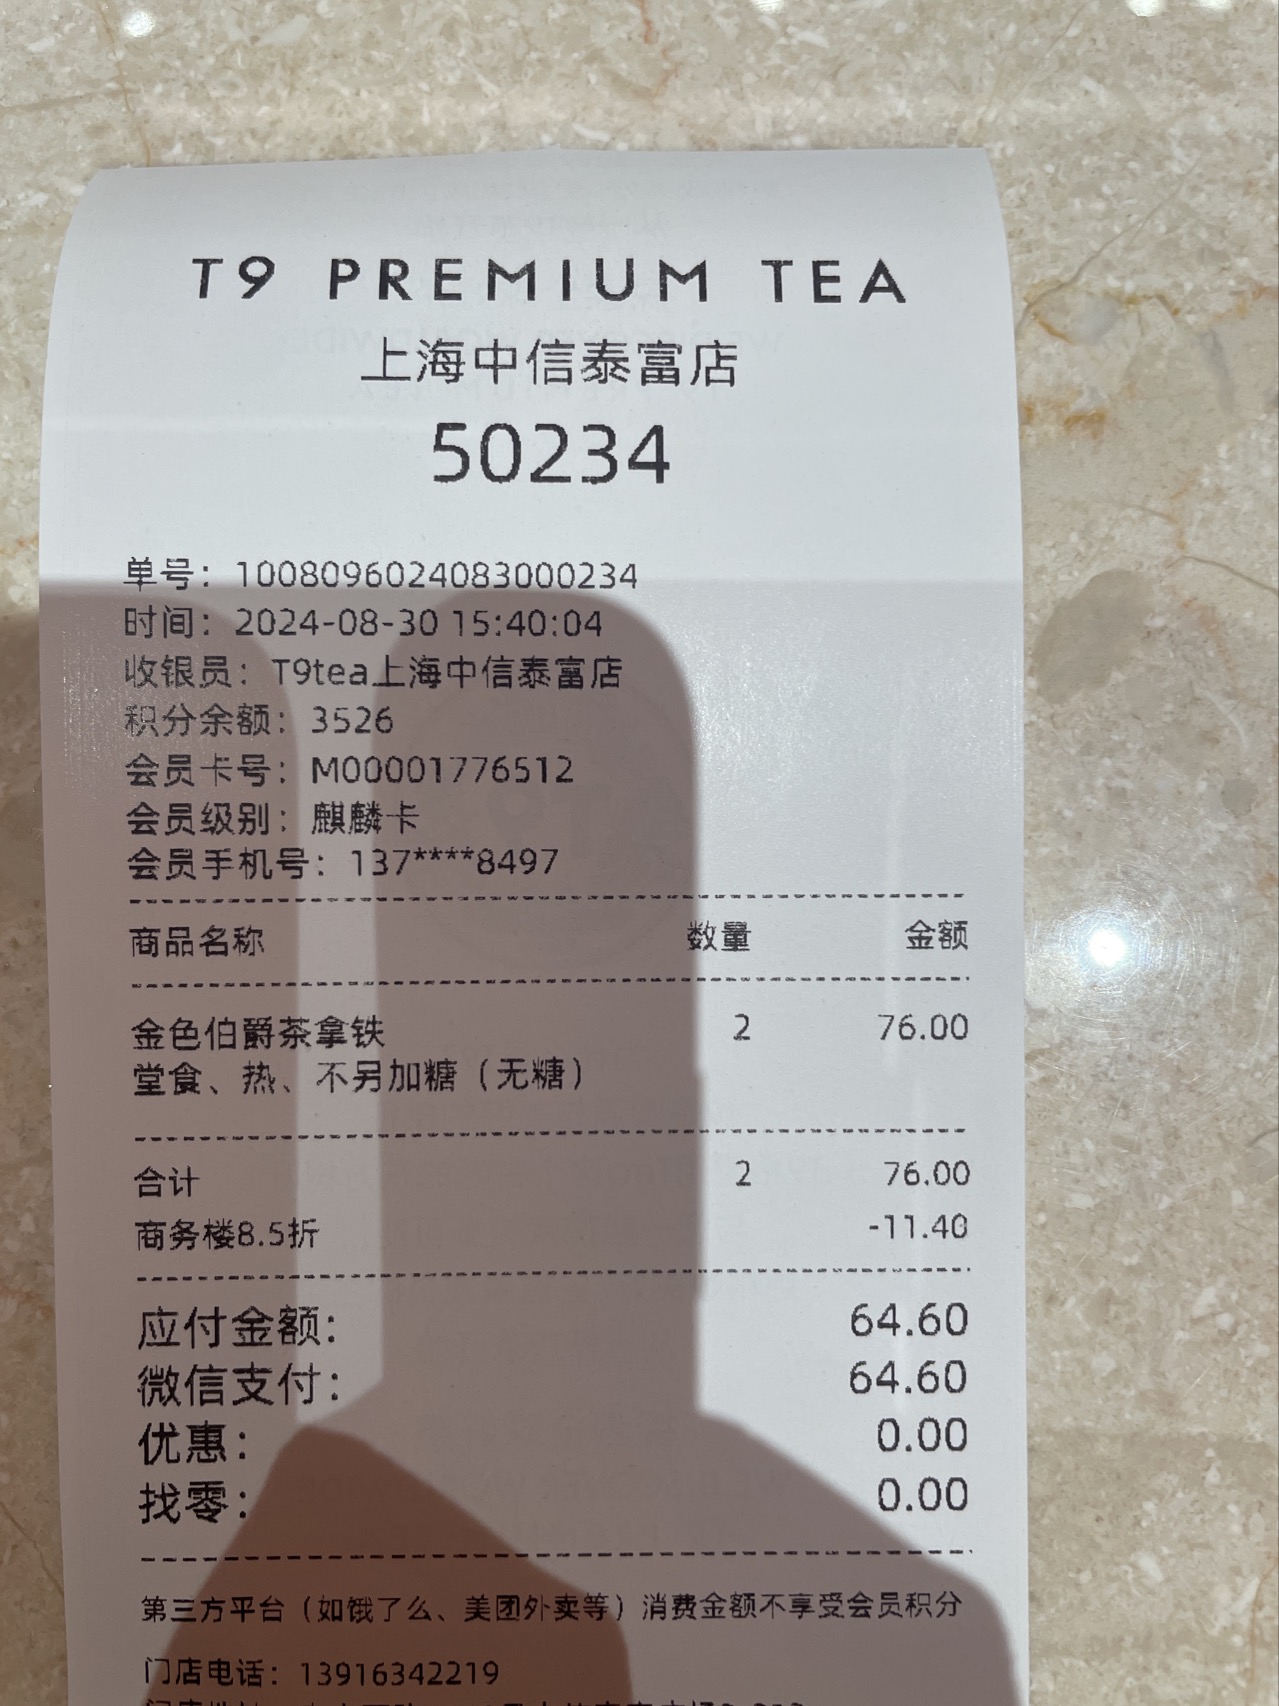 T9 PREMIUM TEA
上海中信泰富店
50234
单号：1008096024083000234
时间：2024-08-30 15:40:04
收银员：T9tea上海中信泰富店
积分余额：3526
会员卡号：M00001776512
会员级别：麒麟卡
会员手机号：137****8497
商品名称 数量 金额
金色伯爵茶拿铁 2 76.00
堂食、热、不另加糖（无糖）
合计 2 76.00
商务楼8.5折 -11.40
应付金额： 64.60
微信支付： 64.60
优惠： 0.00
找零： 0.00
第三方平台（如饿了么、美团外卖等）消费金额不享受会员积分
门店电话：13916342219